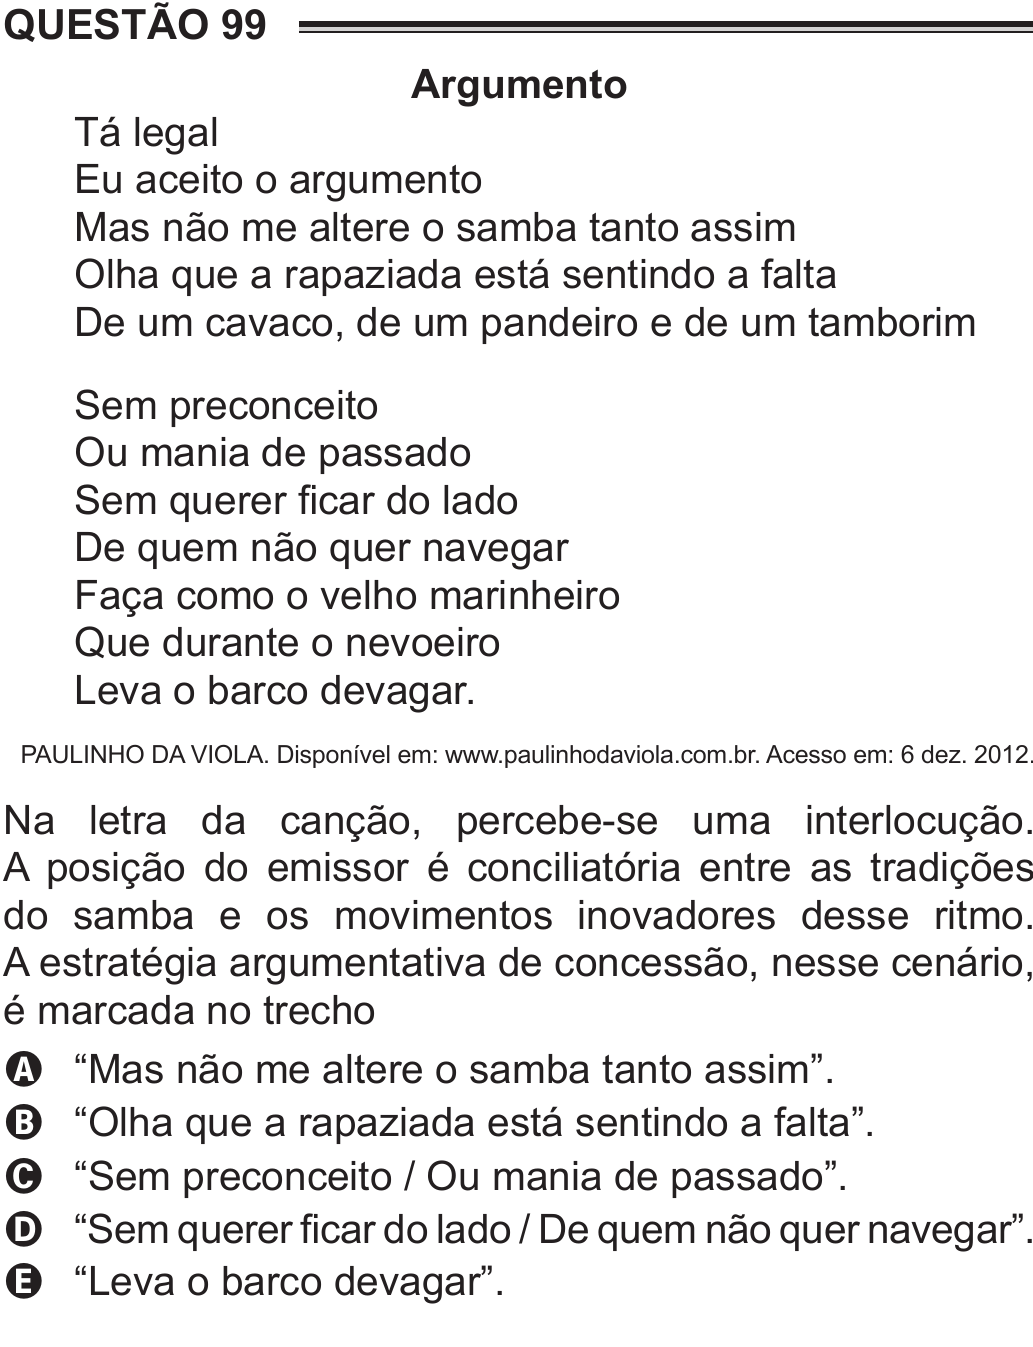 QUESTÃO 99
Argumento
Tá legal
Eu aceito o argumento
Mas não me altere o samba tanto assim
Olha que a rapaziada está sentindo a falta
De um cavaco, de um pandeiro e de um tamborim
Sem preconceito
Ou mania de passado
Sem querer ficar do lado
De quem não quer navegar
Faça como o velho marinheiro
Que durante o nevoeiro
Leva o barco devagar.
PAULINHO DA VIOLA. Disponível em: www.paulinhodaviola.com.br. Acesso em: 6 dez. 2012.
Na letra da canção, percebe-se uma interlocução.
A posição do emissor é conciliatória entre as tradições
do samba e os movimentos inovadores desse ritmo.
A estratégia argumentativa de concessão, nesse cenário,
é marcada no trecho
A “Mas não me altere o samba tanto assim”.
B “Olha que a rapaziada está sentindo a falta”.
C “Sem preconceito / Ou mania de passado”.
D “Sem querer ficar do lado / De quem não quer navegar”.
E “Leva o barco devagar”.